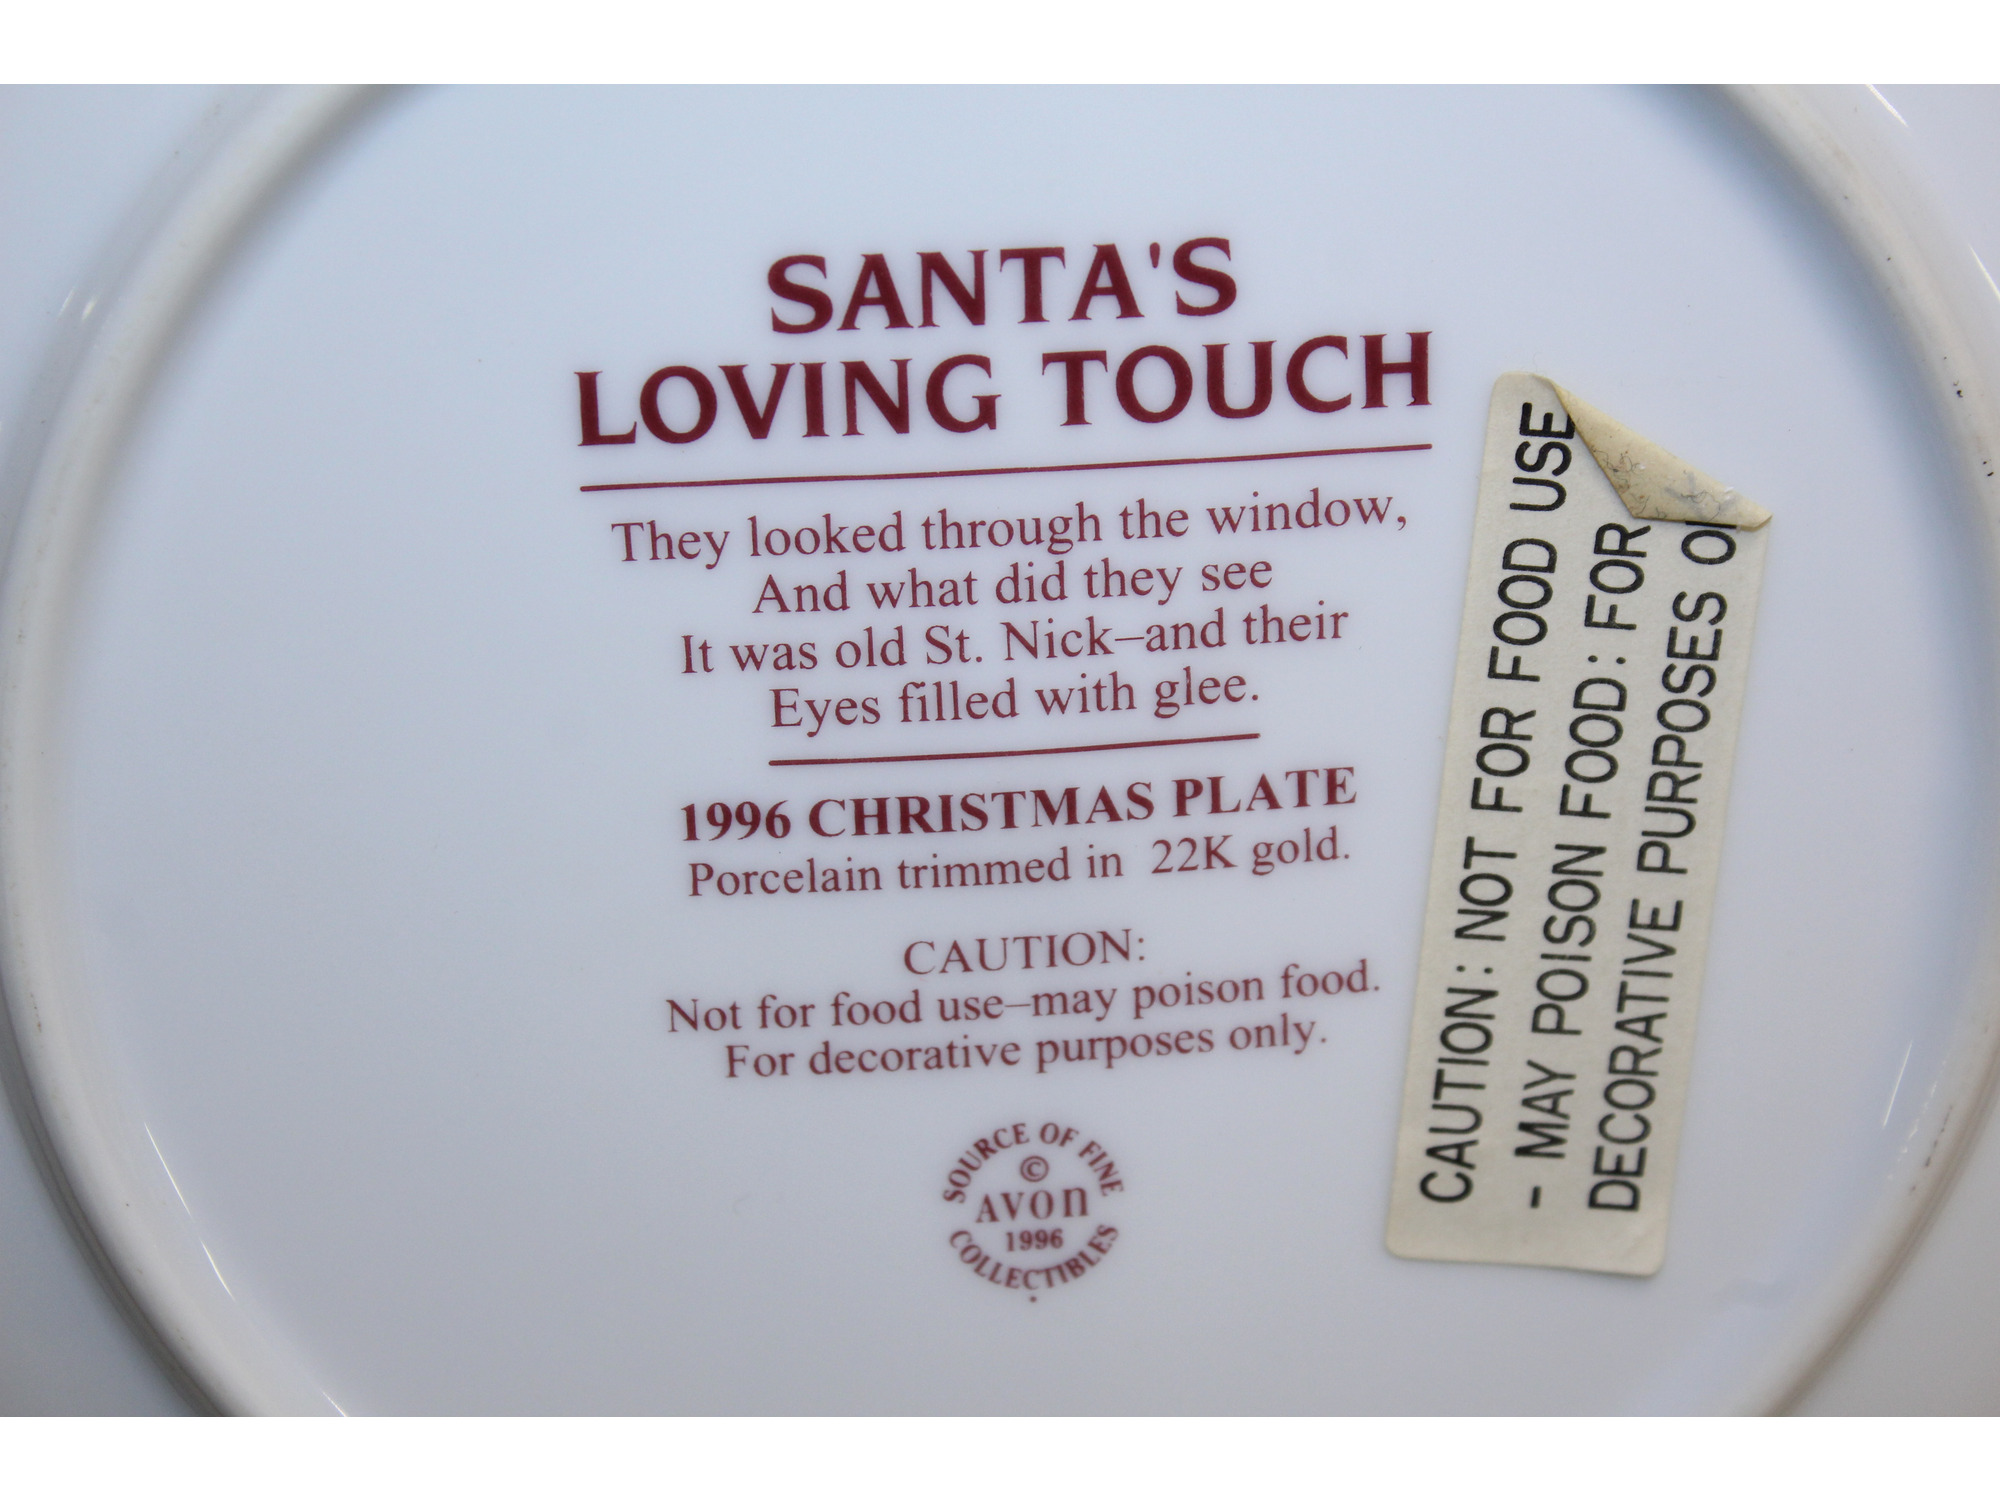 SANTA'S
LOVING TOUCH
They looked through the window,
And what did they see
It was old St. Nick–and their
Eyes filled with glee.
1996 CHRISTMAS PLATE
Porcelain trimmed in 22K gold.
CAUTION:
Not for food use–may poison food.
For decorative purposes only.
SOURCE OF FINE
©
AVON
1996
COLLECTIBLES
CAUTION: NOT FOR FOOD USE
- MAY POISON FOOD: FOR
DECORATIVE PURPOSES